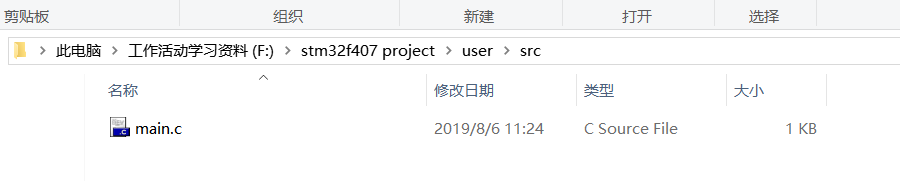 剪贴板 组织 新建 打开 选择
此电脑 工作活动学习资料 (F:) stm32f407 project user src
名称 修改日期 类型 大小
main.c 2019/8/6 11:24 C Source File 1 KB